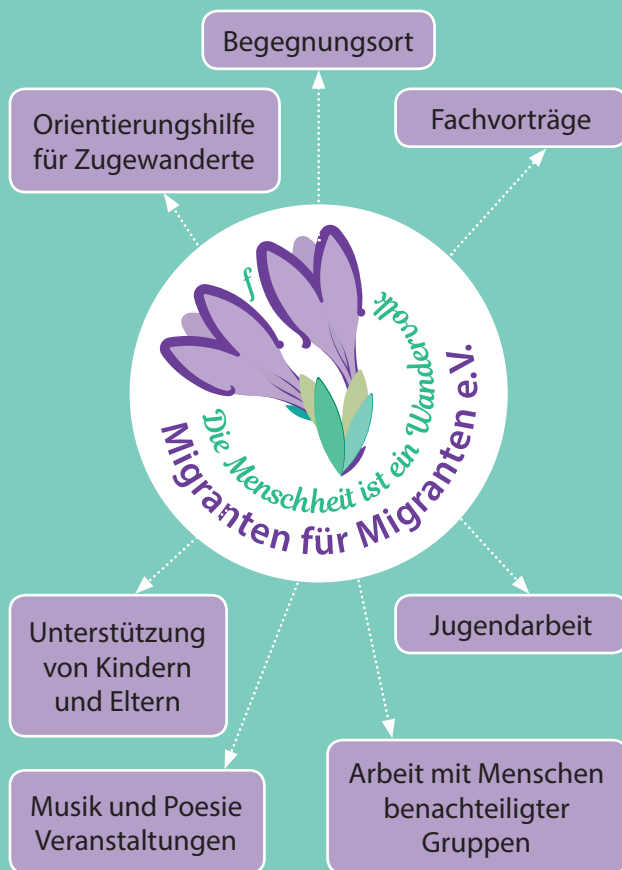 Begegnungsort
Orientierungshilfe
für Zugewanderte
Fachvorträge
f
Die Menschheit ist ein Wandervolk
Migranten für Migranten e.V.
Unterstützung
von Kindern
und Eltern
Jugendarbeit
Musik und Poesie
Veranstaltungen
Arbeit mit Menschen
benachteiligter
Gruppen